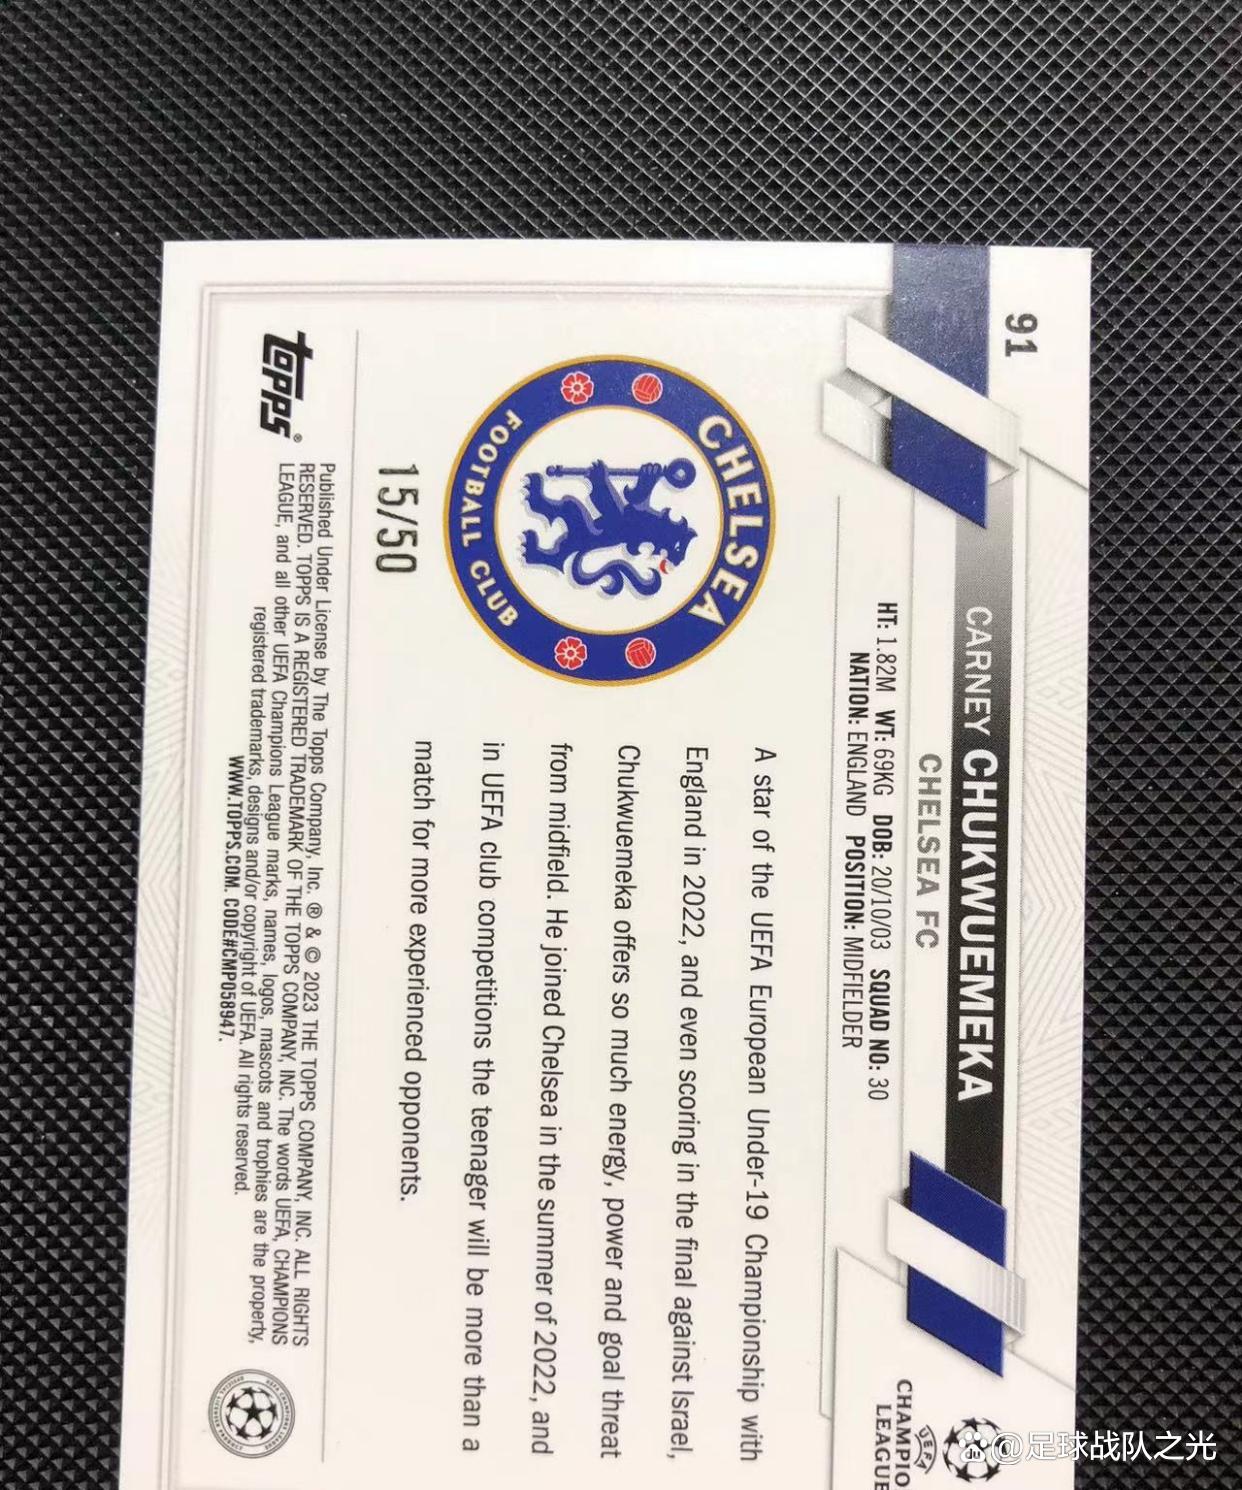 91
CARNEY CHUKWUEMEKA
CHELSEA FC
HT: 1.82M WT: 69KG DOB: 20/10/03 SQUAD NO: 30
NATION: ENGLAND POSITION: MIDFIELDER
UEFA
CHAMPIO
LEAGUE
CHELSEA
FOOTBALL CLUB
15/50
A star of the UEFA European Under-19 Championship with
England in 2022, and even scoring in the final against Israel,
Chukwuemeka offers so much energy, power and goal threat
from midfield. He joined Chelsea in the summer of 2022, and
in UEFA club competitions the teenager will be more than a
match for more experienced opponents.
topps®
Published Under License by The Topps Company, Inc. ® & © 2023 THE TOPPS COMPANY, INC. ALL RIGHTS
RESERVED. TOPPS IS A REGISTERED TRADEMARK OF THE TOPPS COMPANY, INC. The words UEFA, CHAMPIONS
LEAGUE, and all other UEFA Champions League marks, names, logos, mascots and trophies are the property,
registered trademarks, designs and/or copyright of UEFA. All rights reserved.
WWW.TOPPS.COM. CODE#CMP058947.
@足球战队之光